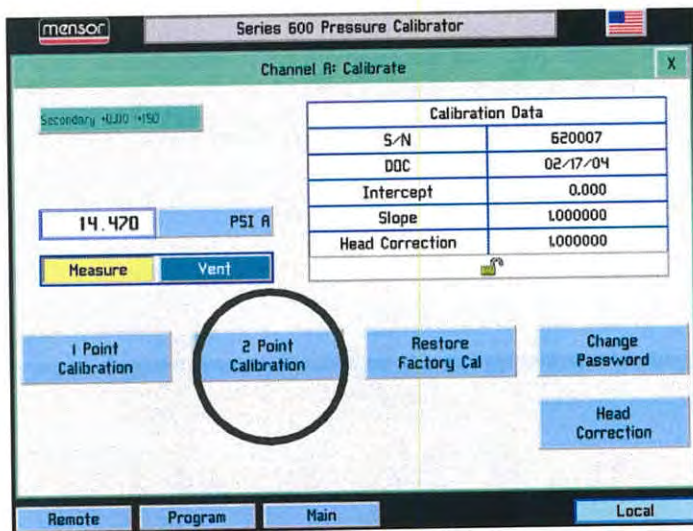 mensor
Series 600 Pressure Calibrator
Channel A: Calibrate
X
Calibration Data
S/N 620007
DOC 02/17/04
Intercept 0.000
Slope 1.000000
Head Correction 1.000000
14.470 PSI A
Measure Vent
1 Point
Calibration
2 Point
Calibration
Restore
Factory Cal
Change
Password
Head
Correction
Remote Program Main Local